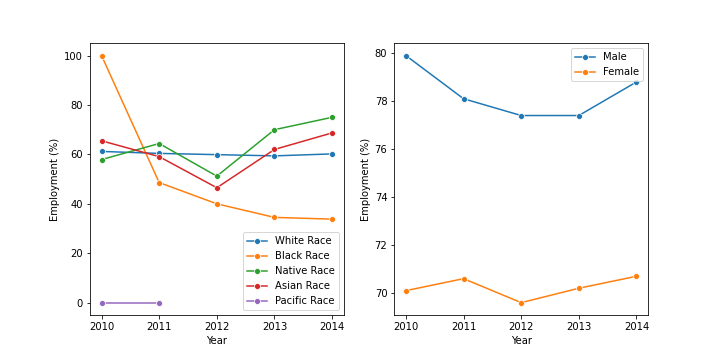 100
80
60
40
20
0
Employment (%)
2010 2011 2012 2013 2014
Year
White Race
Black Race
Native Race
Asian Race
Pacific Race
80
78
76
74
72
70
Employment (%)
2010 2011 2012 2013 2014
Year
Male
Female